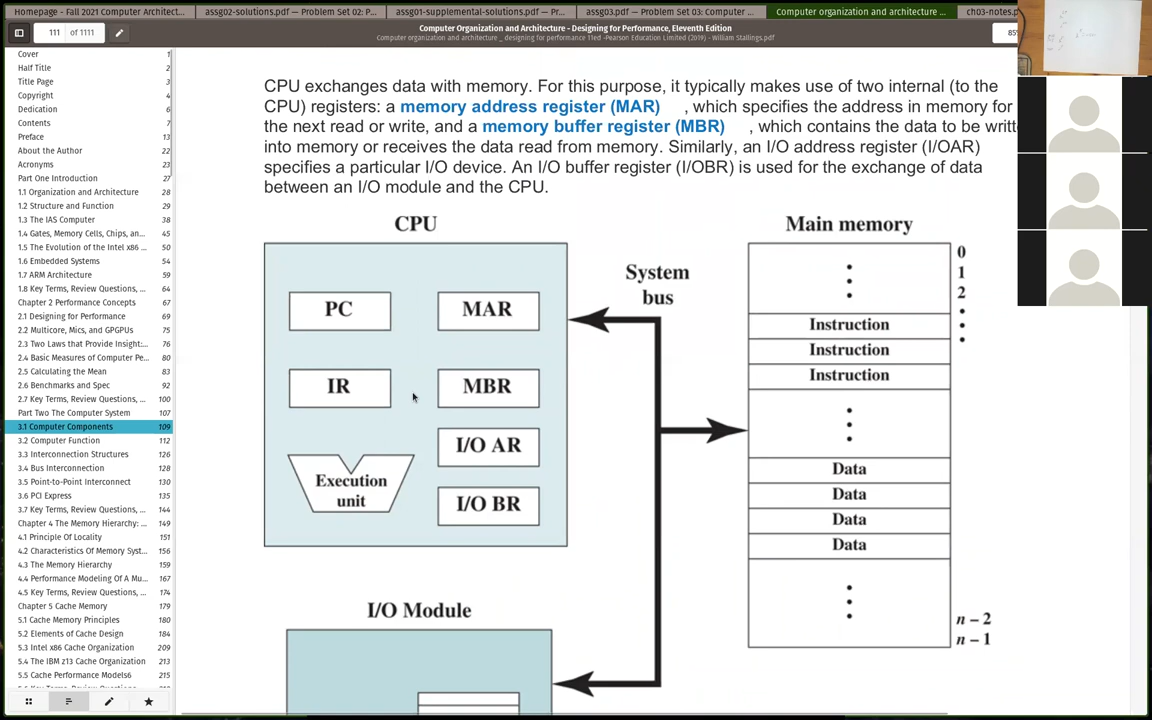 Homepage - Fall 2021 Computer Architect...
assg02-solutions.pdf — Problem Set 02: P...
assg01-supplemental-solutions.pdf — Pr...
assg03.pdf — Problem Set 03: Computer ...
Computer organization and architecture ...
ch03-notes.p
111 of 1111
Computer Organization and Architecture - Designing for Performance, Eleventh Edition
Computer organization and architecture _ designing for performance 11ed -Pearson Education Limited (2019) - William Stallings.pdf
Cover 1
Half Title 2
Title Page 3
Copyright 4
Dedication 6
Contents 7
Preface 13
About the Author 22
Acronyms 23
Part One Introduction 27
1.1 Organization and Architecture 28
1.2 Structure and Function 29
1.3 The IAS Computer 38
1.4 Gates, Memory Cells, Chips, an... 45
1.5 The Evolution of the Intel x86 ... 50
1.6 Embedded Systems 54
1.7 ARM Architecture 59
1.8 Key Terms, Review Questions, ... 64
Chapter 2 Performance Concepts 67
2.1 Designing for Performance 69
2.2 Multicore, Mics, and GPGPUs 75
2.3 Two Laws that Provide Insight:... 76
2.4 Basic Measures of Computer Pe... 80
2.5 Calculating the Mean 83
2.6 Benchmarks and Spec 92
2.7 Key Terms, Review Questions, ... 100
Part Two The Computer System 107
3.1 Computer Components 109
3.2 Computer Function 112
3.3 Interconnection Structures 126
3.4 Bus Interconnection 128
3.5 Point-to-Point Interconnect 130
3.6 PCI Express 135
3.7 Key Terms, Review Questions, ... 144
Chapter 4 The Memory Hierarchy: ... 149
4.1 Principle Of Locality 151
4.2 Characteristics Of Memory Syst... 156
4.3 The Memory Hierarchy 159
4.4 Performance Modeling Of A Mu... 167
4.5 Key Terms, Review Questions, ... 174
Chapter 5 Cache Memory 179
5.1 Cache Memory Principles 180
5.2 Elements of Cache Design 184
5.3 Intel x86 Cache Organization 209
5.4 The IBM z13 Cache Organization 213
5.5 Cache Performance Models6 215
CPU exchanges data with memory. For this purpose, it typically makes use of two internal (to the
CPU) registers: a memory address register (MAR) , which specifies the address in memory for
the next read or write, and a memory buffer register (MBR) , which contains the data to be writt
into memory or receives the data read from memory. Similarly, an I/O address register (I/OAR)
specifies a particular I/O device. An I/O buffer register (I/OBR) is used for the exchange of data
between an I/O module and the CPU.
CPU
PC
MAR
IR
MBR
I/O AR
Execution
unit
I/O BR
System
bus
Main memory
0
1
2
Instruction
Instruction
Instruction
Data
Data
Data
Data
n – 2
n – 1
I/O Module